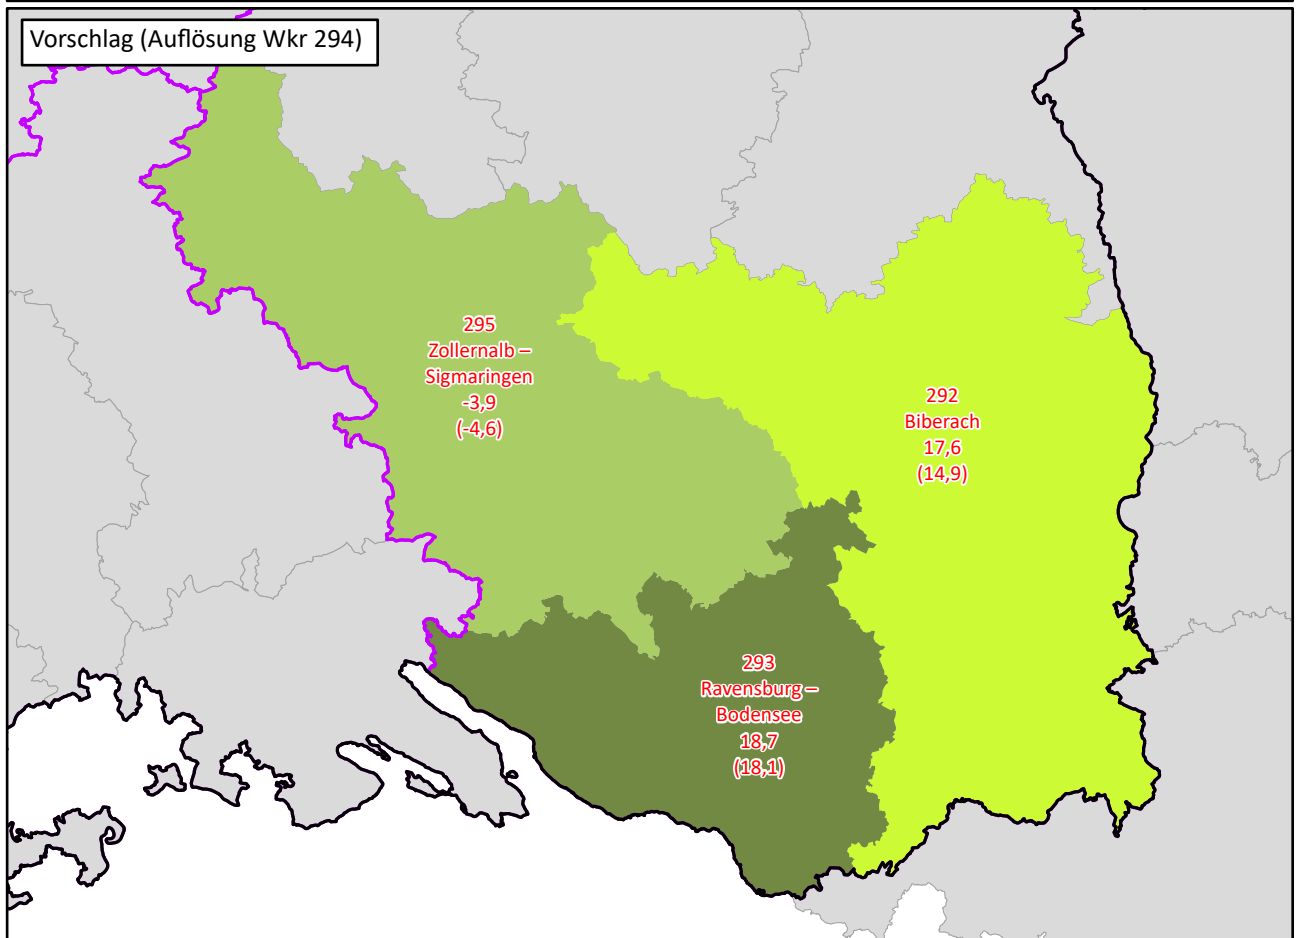 Vorschlag (Auflösung Wkr 294)
295
Zollernalb –
Sigmaringen
-3,9
(-4,6)
292
Biberach
17,6
(14,9)
293
Ravensburg –
Bodensee
18,7
(18,1)